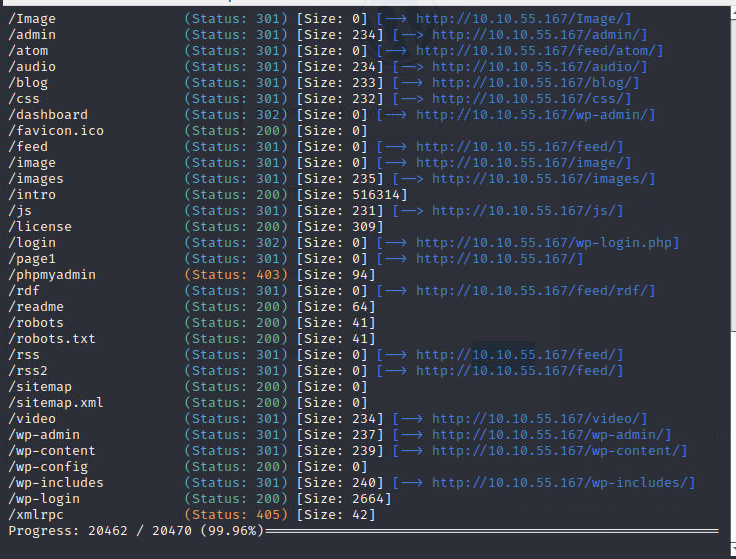 /Image (Status: 301) [Size: 0] [--> http://10.10.55.167/Image/]
/admin (Status: 301) [Size: 234] [--> http://10.10.55.167/admin/]
/atom (Status: 301) [Size: 0] [--> http://10.10.55.167/feed/atom/]
/audio (Status: 301) [Size: 234] [--> http://10.10.55.167/audio/]
/blog (Status: 301) [Size: 233] [--> http://10.10.55.167/blog/]
/css (Status: 301) [Size: 232] [--> http://10.10.55.167/css/]
/dashboard (Status: 302) [Size: 0] [--> http://10.10.55.167/wp-admin/]
/favicon.ico (Status: 200) [Size: 0]
/feed (Status: 301) [Size: 0] [--> http://10.10.55.167/feed/]
/image (Status: 301) [Size: 0] [--> http://10.10.55.167/image/]
/images (Status: 301) [Size: 235] [--> http://10.10.55.167/images/]
/intro (Status: 200) [Size: 516314]
/js (Status: 301) [Size: 231] [--> http://10.10.55.167/js/]
/license (Status: 200) [Size: 309]
/login (Status: 302) [Size: 0] [--> http://10.10.55.167/wp-login.php]
/page1 (Status: 301) [Size: 0] [--> http://10.10.55.167/]
/phpmyadmin (Status: 403) [Size: 94]
/rdf (Status: 301) [Size: 0] [--> http://10.10.55.167/feed/rdf/]
/readme (Status: 200) [Size: 64]
/robots (Status: 200) [Size: 41]
/robots.txt (Status: 200) [Size: 41]
/rss (Status: 301) [Size: 0] [--> http://10.10.55.167/feed/]
/rss2 (Status: 301) [Size: 0] [--> http://10.10.55.167/feed/]
/sitemap (Status: 200) [Size: 0]
/sitemap.xml (Status: 200) [Size: 0]
/video (Status: 301) [Size: 234] [--> http://10.10.55.167/video/]
/wp-admin (Status: 301) [Size: 237] [--> http://10.10.55.167/wp-admin/]
/wp-content (Status: 301) [Size: 239] [--> http://10.10.55.167/wp-content/]
/wp-config (Status: 200) [Size: 0]
/wp-includes (Status: 301) [Size: 240] [--> http://10.10.55.167/wp-includes/]
/wp-login (Status: 200) [Size: 2664]
/xmlrpc (Status: 405) [Size: 42]
Progress: 20462 / 20470 (99.96%)